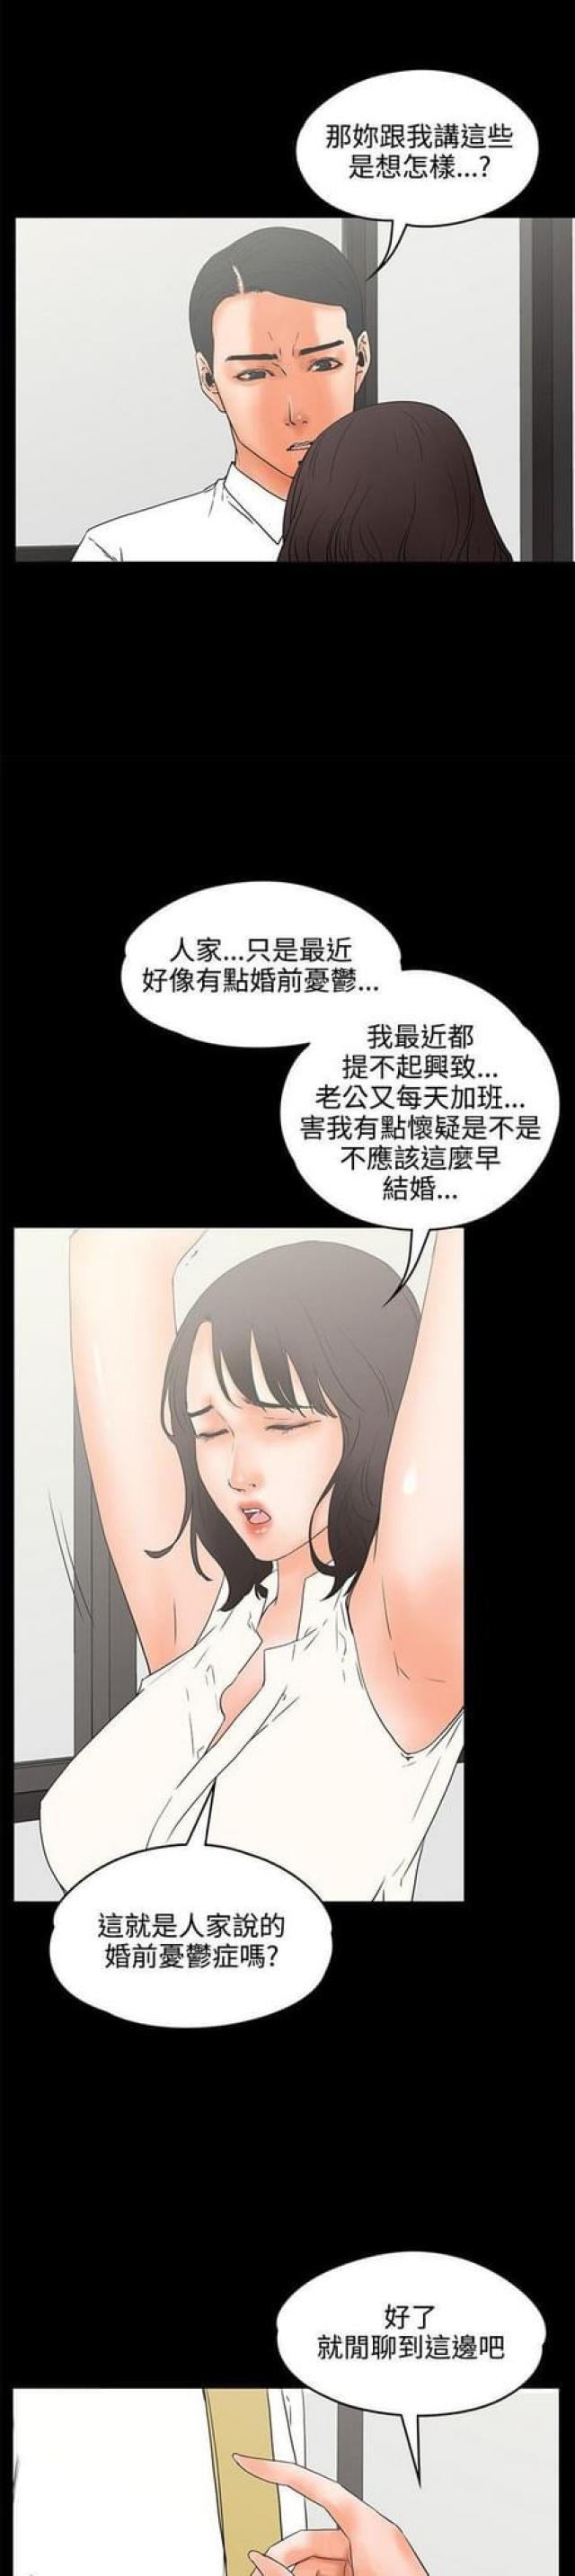 那妳跟我講這些
是想怎樣...?
人家...只是最近
好像有點婚前憂鬱...
我最近都
提不起興致...
老公又每天加班...
害我有點懷疑是不是
不應該這麼早
結婚...
這就是人家說的
婚前憂鬱症嗎?
好了
就閒聊到這邊吧